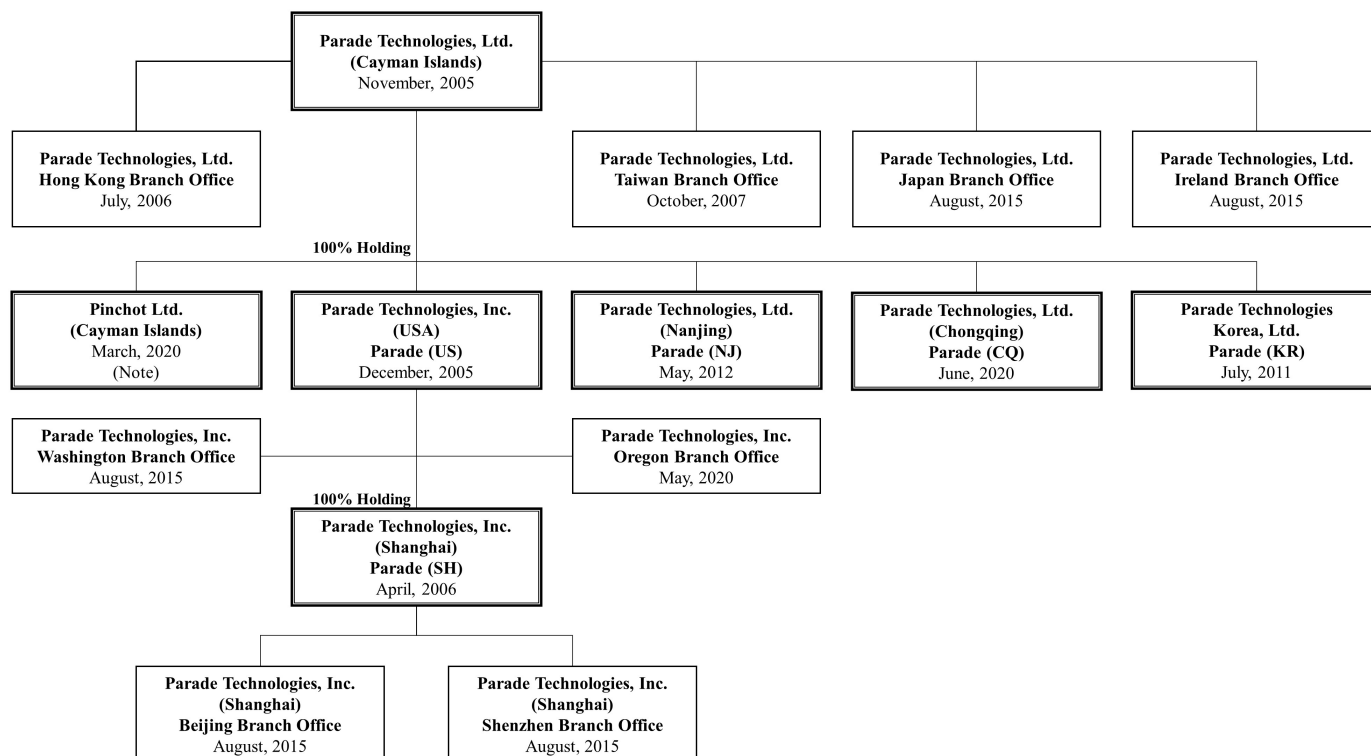 Parade Technologies, Ltd.
(Cayman Islands)
November, 2005
Parade Technologies, Ltd.
Hong Kong Branch Office
July, 2006
Parade Technologies, Ltd.
Taiwan Branch Office
October, 2007
Parade Technologies, Ltd.
Japan Branch Office
August, 2015
Parade Technologies, Ltd.
Ireland Branch Office
August, 2015
100% Holding
Pinchot Ltd.
(Cayman Islands)
March, 2020
(Note)
Parade Technologies, Inc.
(USA)
Parade (US)
December, 2005
Parade Technologies, Ltd.
(Nanjing)
Parade (NJ)
May, 2012
Parade Technologies, Ltd.
(Chongqing)
Parade (CQ)
June, 2020
Parade Technologies
Korea, Ltd.
Parade (KR)
July, 2011
Parade Technologies, Inc.
Washington Branch Office
August, 2015
Parade Technologies, Inc.
Oregon Branch Office
May, 2020
100% Holding
Parade Technologies, Inc.
(Shanghai)
Parade (SH)
April, 2006
Parade Technologies, Inc.
(Shanghai)
Beijing Branch Office
August, 2015
Parade Technologies, Inc.
(Shanghai)
Shenzhen Branch Office
August, 2015